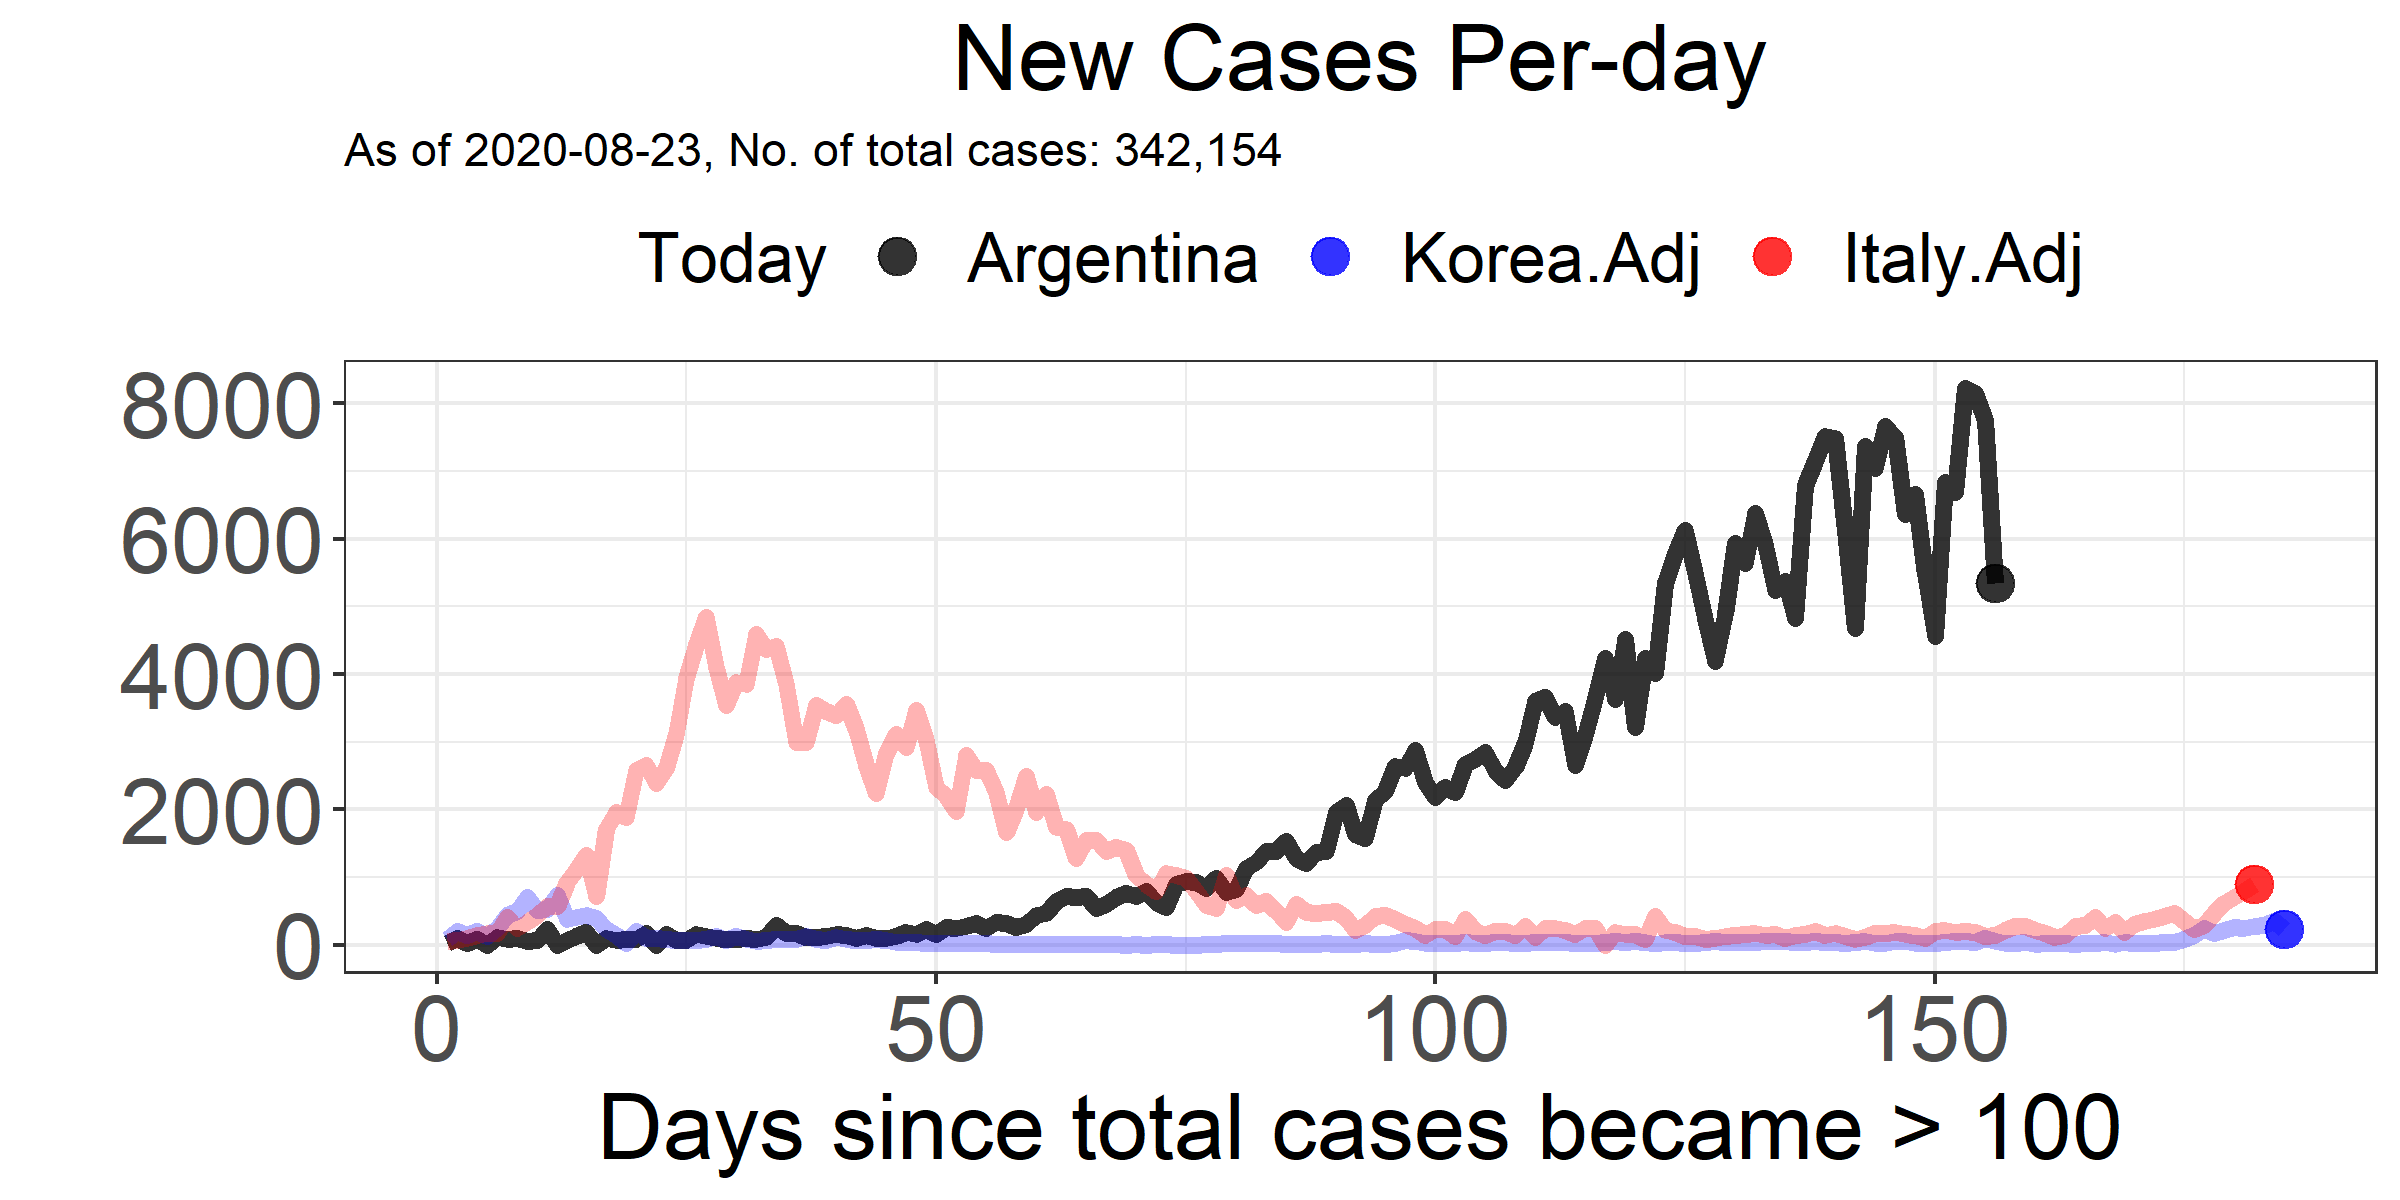 New Cases Per-day
As of 2020-08-23, No. of total cases: 342,154
Today Argentina Korea.Adj Italy.Adj
8000
6000
4000
2000
0
0 50 100 150
Days since total cases became > 100